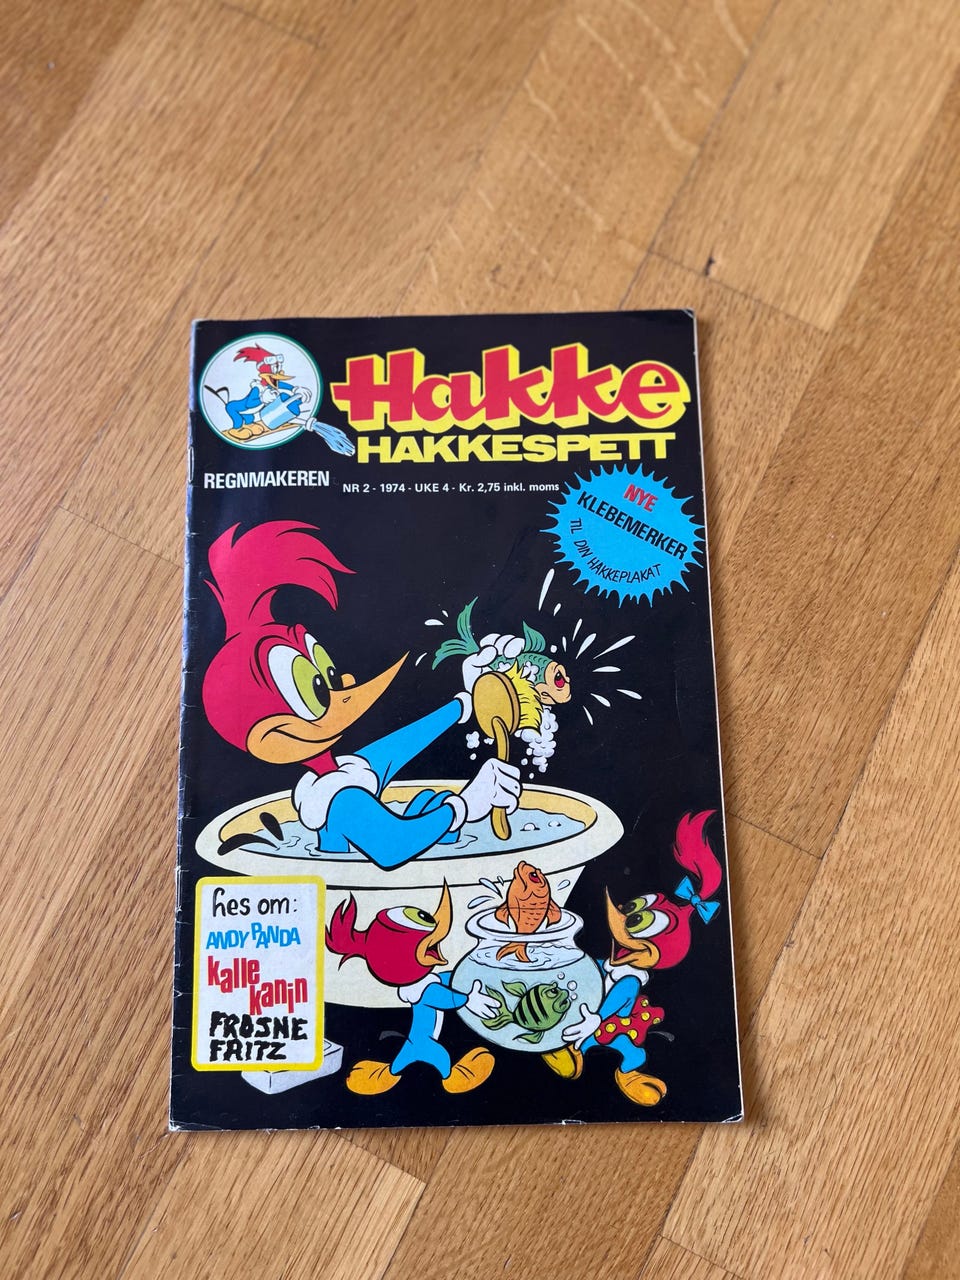 Hakke
HAKKESPETT
REGNMAKEREN
NR 2 - 1974 - UKE 4 - Kr. 2,75 inkl. moms
NYE
KLEBEMERKER
TIL DIN HAKKEPLAKAT
hes om:
ANDY PANDA
kalle
kanin
FROSNE
FRITZ